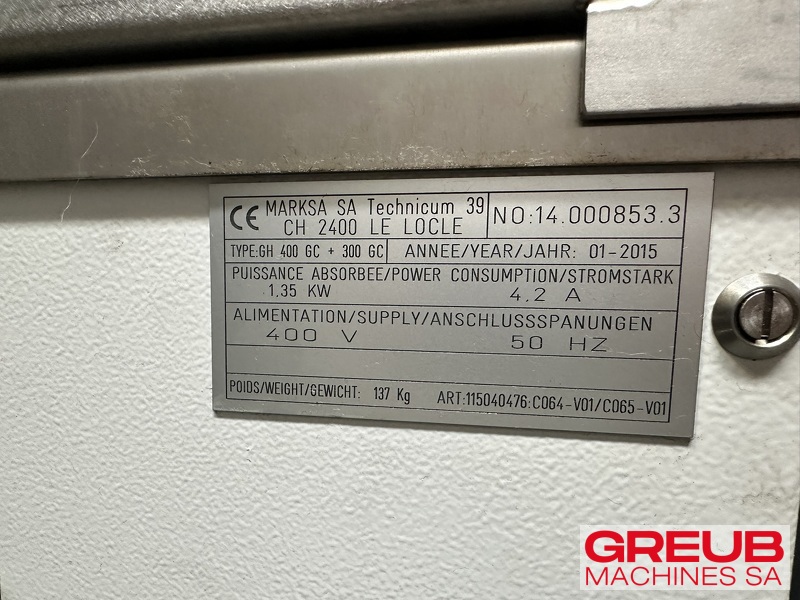 CE MARKSA SA Technicum 39
CH 2400 LE LOCLE
NO:14.000853.3
TYPE:GH 400 GC + 300 GC
ANNEE/YEAR/JAHR: 01-2015
PUISSANCE ABSORBEE/POWER CONSUMPTION/STROMSTARK
1,35 KW 4,2 A
ALIMENTATION/SUPPLY/ANSCHLUSSSPANUNGEN
400 V 50 HZ
POIDS/WEIGHT/GEWICHT: 137 Kg ART:115040476:C064-V01/C065-V01
GREUB
MACHINES SA